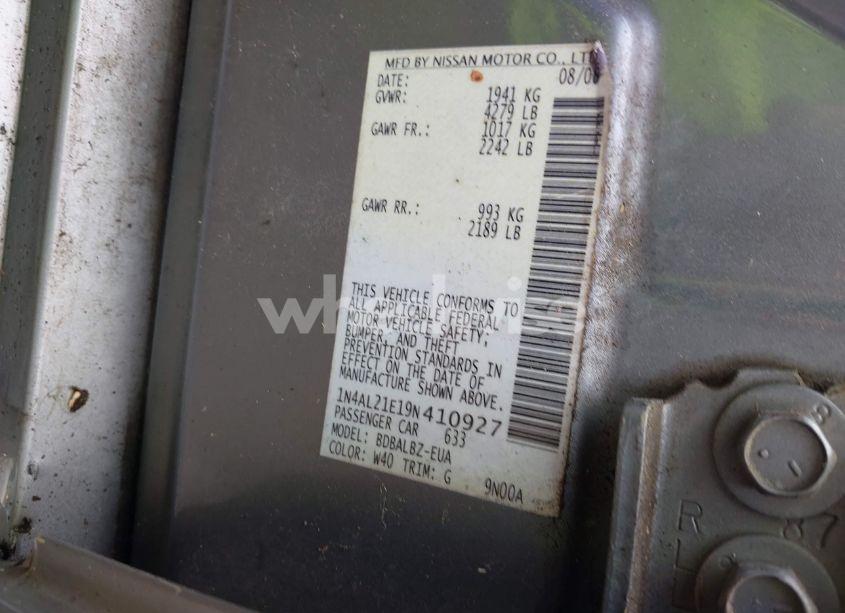 MFD BY NISSAN MOTOR CO., LTD
DATE: 08/08
GVWR: 1941 KG
4279 LB
GAWR FR.: 1017 KG
2242 LB
GAWR RR.: 993 KG
2189 LB
THIS VEHICLE CONFORMS TO
ALL APPLICABLE FEDERAL
MOTOR VEHICLE SAFETY,
BUMPER, AND THEFT
PREVENTION STANDARDS IN
EFFECT ON THE DATE OF
MANUFACTURE SHOWN ABOVE.
1N4AL21E19N410927
PASSENGER CAR 633
MODEL: BDBALBZ-EUA
COLOR: W40 TRIM: G 9N00A
8
R 87
L